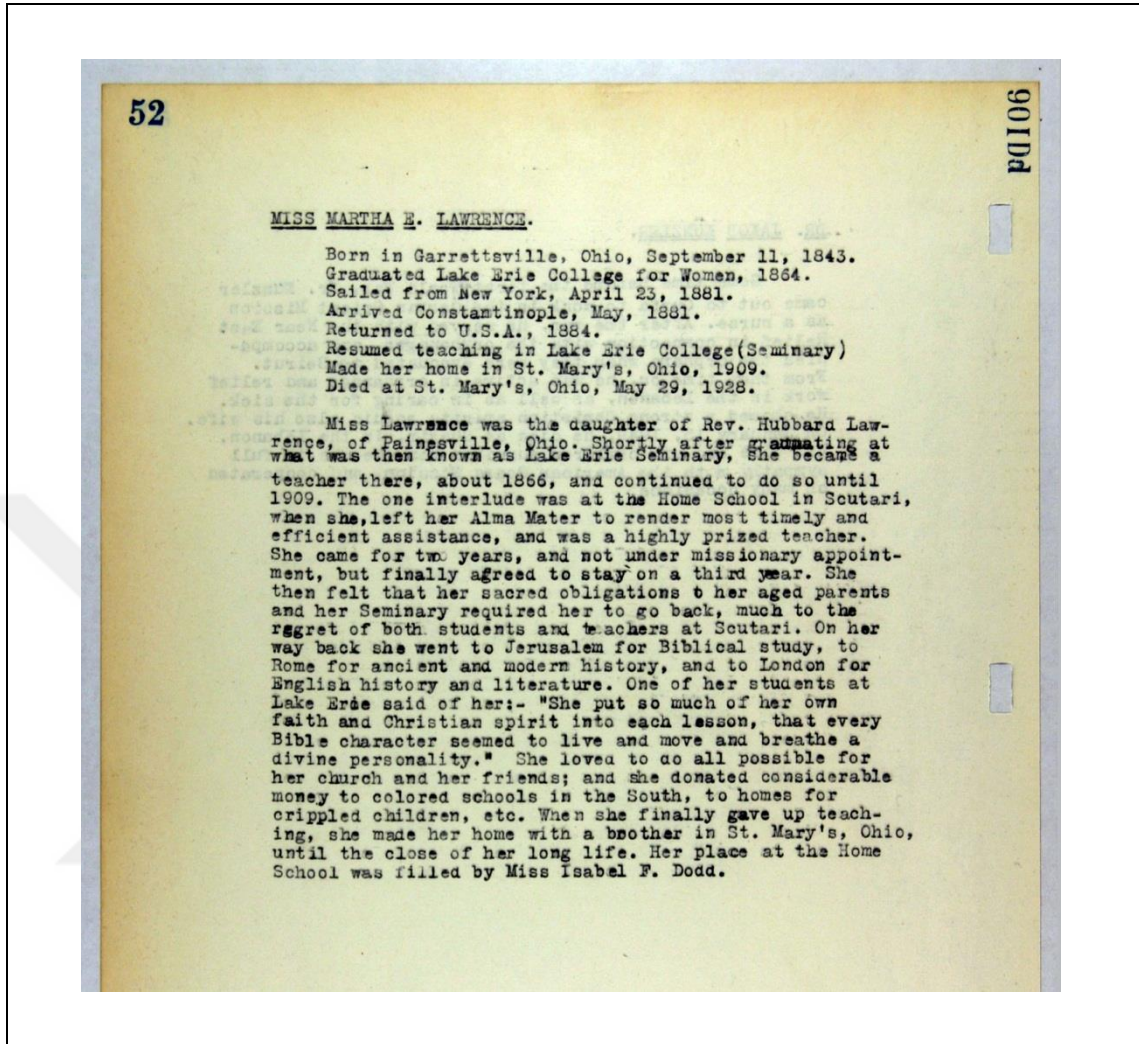 52
901Dd
MISS MARTHA E. LAWRENCE.
Born in Garrettsville, Ohio, September 11, 1843.
Graduated Lake Erie College for Women, 1864.
Sailed from New York, April 23, 1881.
Arrived Constantinople, May, 1881.
Returned to U.S.A., 1884.
Resumed teaching in Lake Erie College(Seminary)
Made her home in St. Mary's, Ohio, 1909.
Died at St. Mary's, Ohio, May 29, 1928.
Miss Lawrence was the daughter of Rev. Hubbard Law-
rence, of Painesville, Ohio. Shortly after graduating at
what was then known as Lake Erie Seminary, she became a
teacher there, about 1866, and continued to do so until
1909. The one interlude was at the Home School in Scutari,
when she,left her Alma Mater to render most timely and
efficient assistance, and was a highly prized teacher.
She came for two years, and not under missionary appoint-
ment, but finally agreed to stay on a third year. She
then felt that her sacred obligations to her aged parents
and her Seminary required her to go back, much to the
rggret of both students and teachers at Scutari. On her
way back she went to Jerusalem for Biblical study, to
Rome for ancient and modern history, and to London for
English history and literature. One of her students at
Lake Erie said of her:- "She put so much of her own
faith and Christian spirit into each lesson, that every
Bible character seemed to live and move and breathe a
divine personality." She loved to do all possible for
her church and her friends; and she donated considerable
money to colored schools in the South, to homes for
crippled children, etc. When she finally gave up teach-
ing, she made her home with a brother in St. Mary's, Ohio,
until the close of her long life. Her place at the Home
School was filled by Miss Isabel F. Dodd.